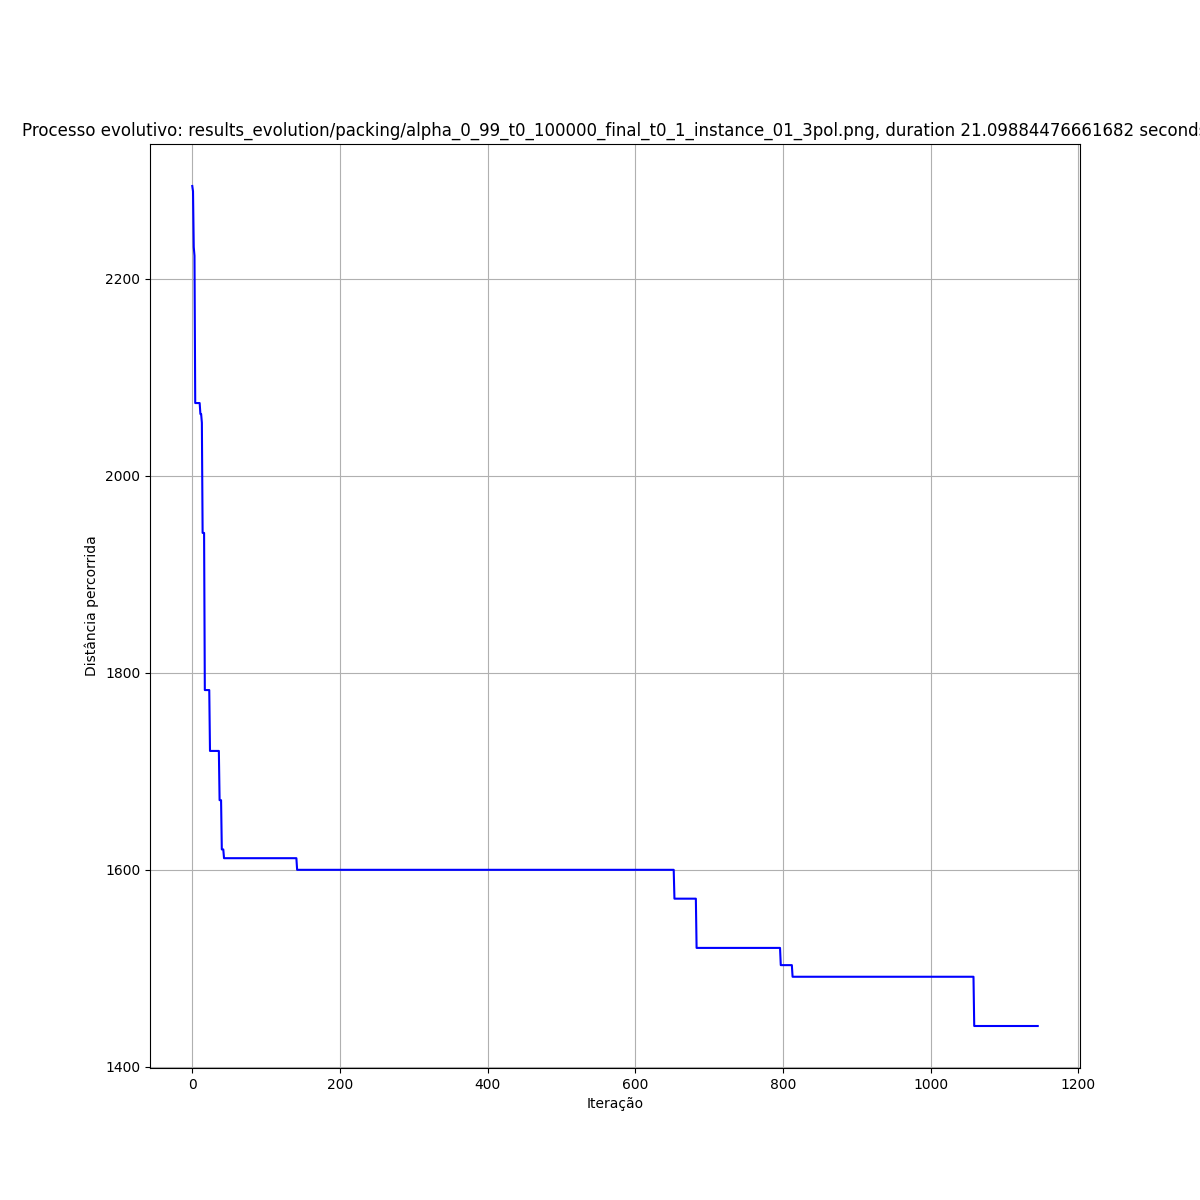 Processo evolutivo: results_evolution/packing/alpha_0_99_t0_100000_final_t0_1_instance_01_3pol.png, duration 21.09884476661682 seconds
2200
2000
1800
1600
1400
Distância percorrida
0 200 400 600 800 1000 1200
Iteração